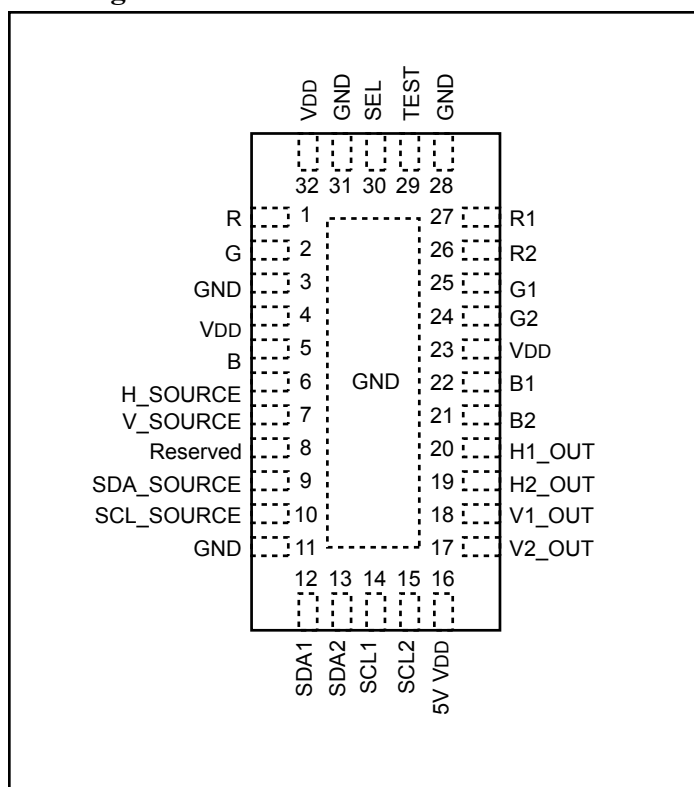 VDD GND SEL TEST GND
32 31 30 29 28
R 1 27 R1
G 2 26 R2
GND 3 25 G1
VDD 4 24 G2
B 5 23 VDD
H_SOURCE 6 GND 22 B1
V_SOURCE 7 21 B2
Reserved 8 20 H1_OUT
SDA_SOURCE 9 19 H2_OUT
SCL_SOURCE 10 18 V1_OUT
GND 11 17 V2_OUT
12 13 14 15 16
SDA1 SDA2 SCL1 SCL2 5V VDD